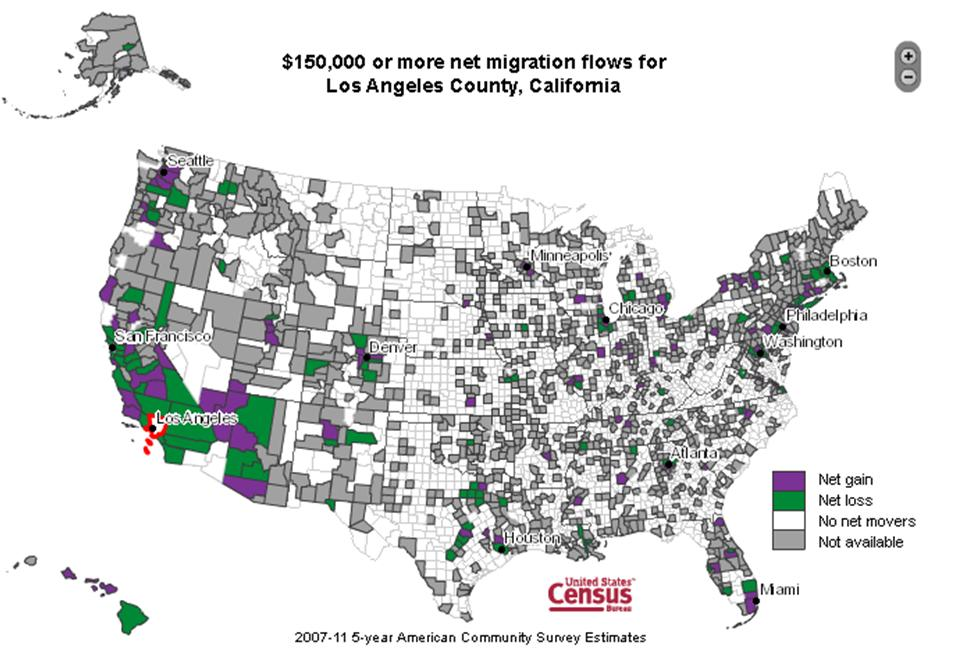 $150,000 or more net migration flows for
Los Angeles County, California
+
−
Seattle
Minneapolis
Boston
Chicago
Philadelphia
San Francisco
Denver
Washington
Los Angeles
Atlanta
Net gain
Net loss
No net movers
Not available
Houston
United States™
Census
Bureau
Miami
2007-11 5-year American Community Survey Estimates